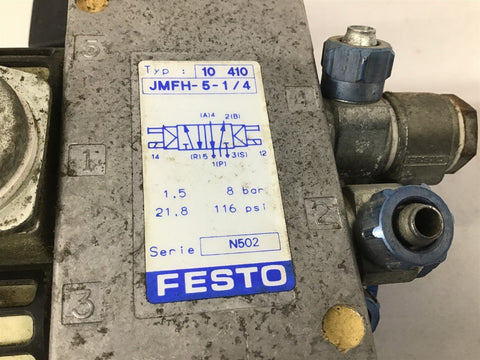 5
Typ : 10 410
JMFH-5-1/4
(A)4 2(B)
14 (R)5 3(S) 12
1(P)
1.5 8 bar
21.8 116 psi
Serie N502
FESTO
1
3
4
2